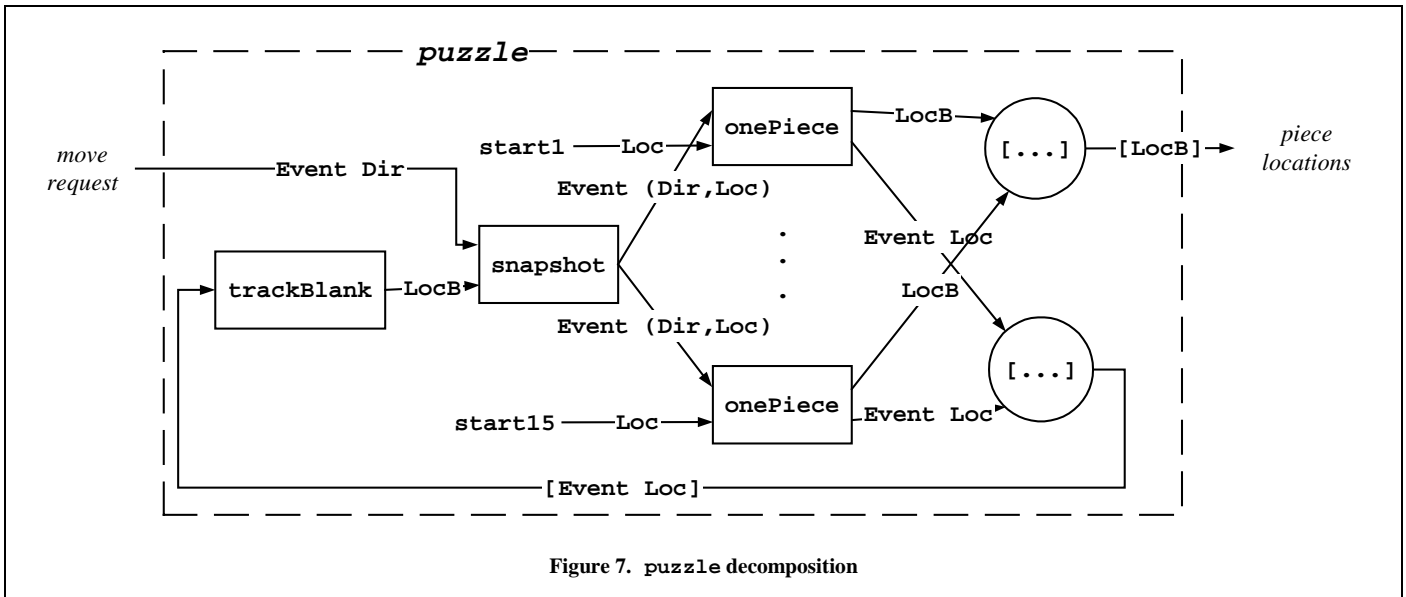 puzzle
move
request
Event Dir
start1
Loc
onePiece
LocB
[...]
[LocB]
piece
locations
Event (Dir,Loc)
trackBlank
LocB
snapshot
.
.
.
Event Loc
LocB
Event (Dir,Loc)
start15
Loc
onePiece
Event Loc
[...]
[Event Loc]
Figure 7. puzzle decomposition